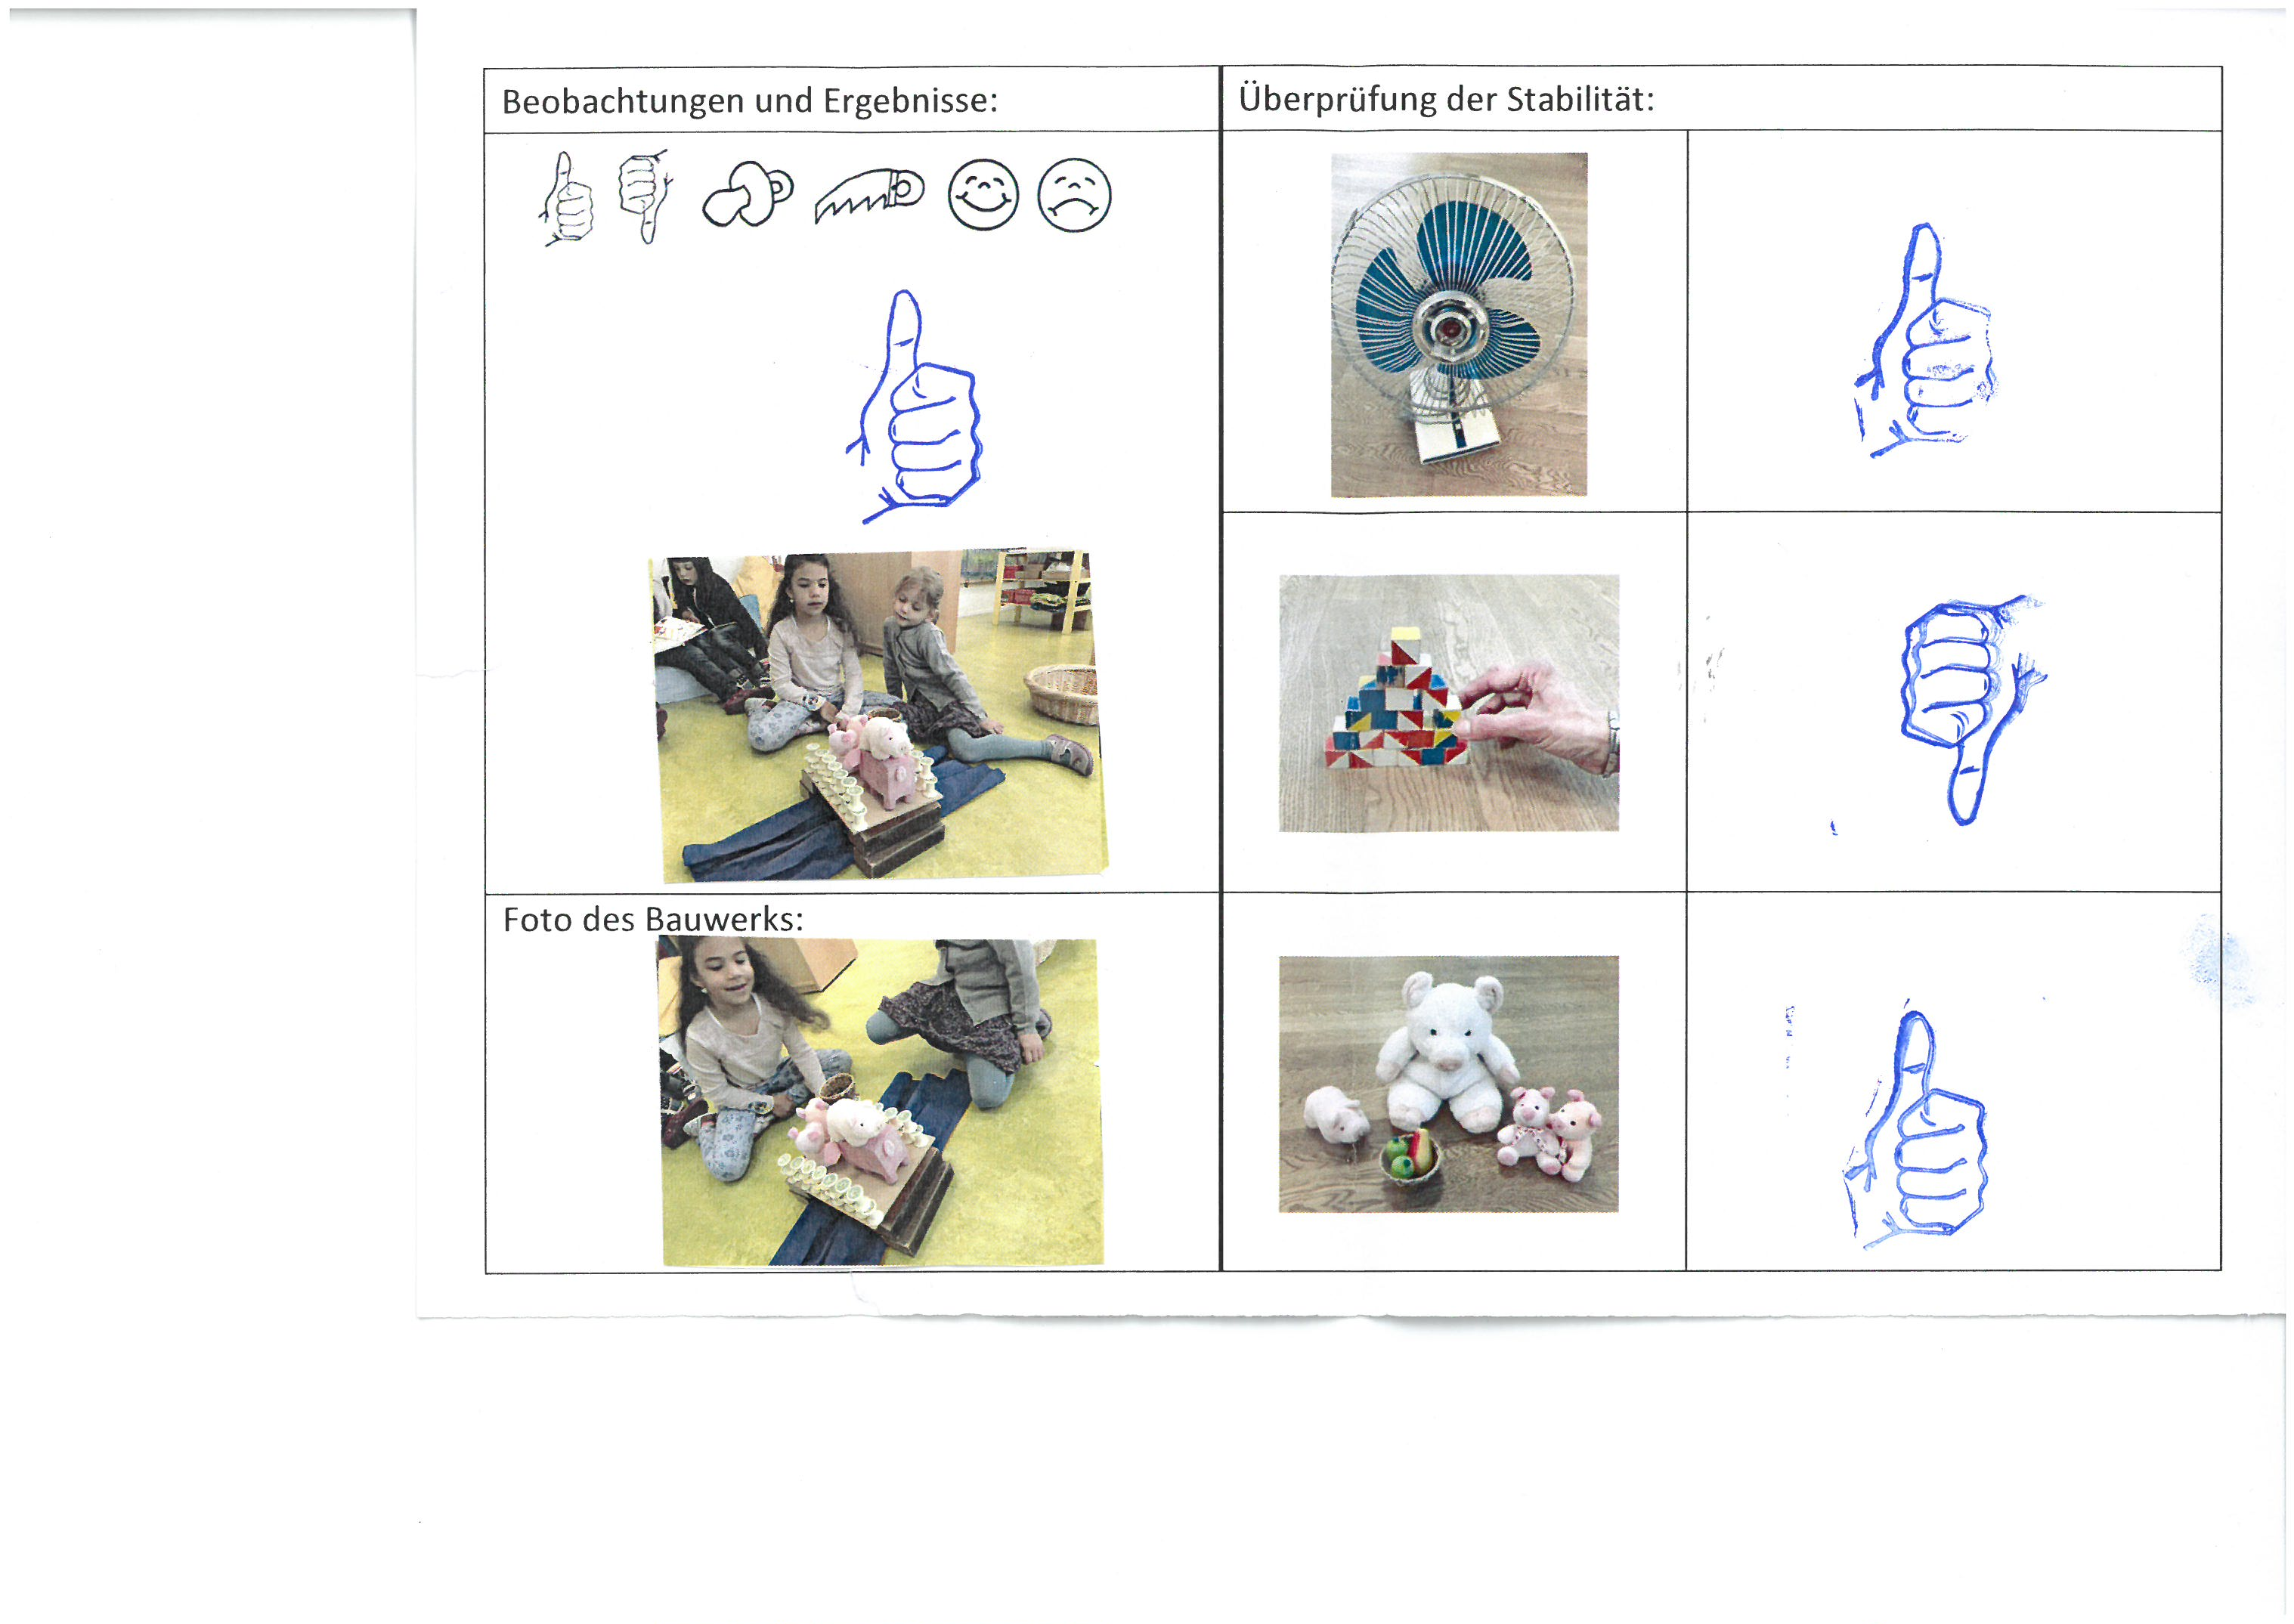 Beobachtungen und Ergebnisse:
Überprüfung der Stabilität:
Foto des Bauwerks: